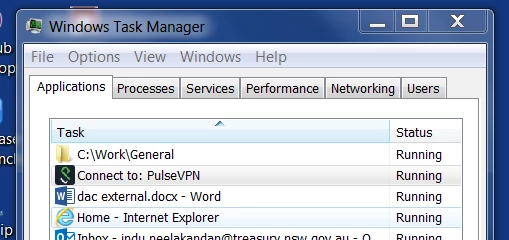 Windows Task Manager
File Options View Windows Help
Applications Processes Services Performance Networking Users
Task Status
C:\Work\General Running
Connect to: PulseVPN Running
dac external.docx - Word Running
Home - Internet Explorer Running
Inbox - indu.neelakandan@treasury.nsw.gov.au - O Running
ub
op
ase
nch
ip